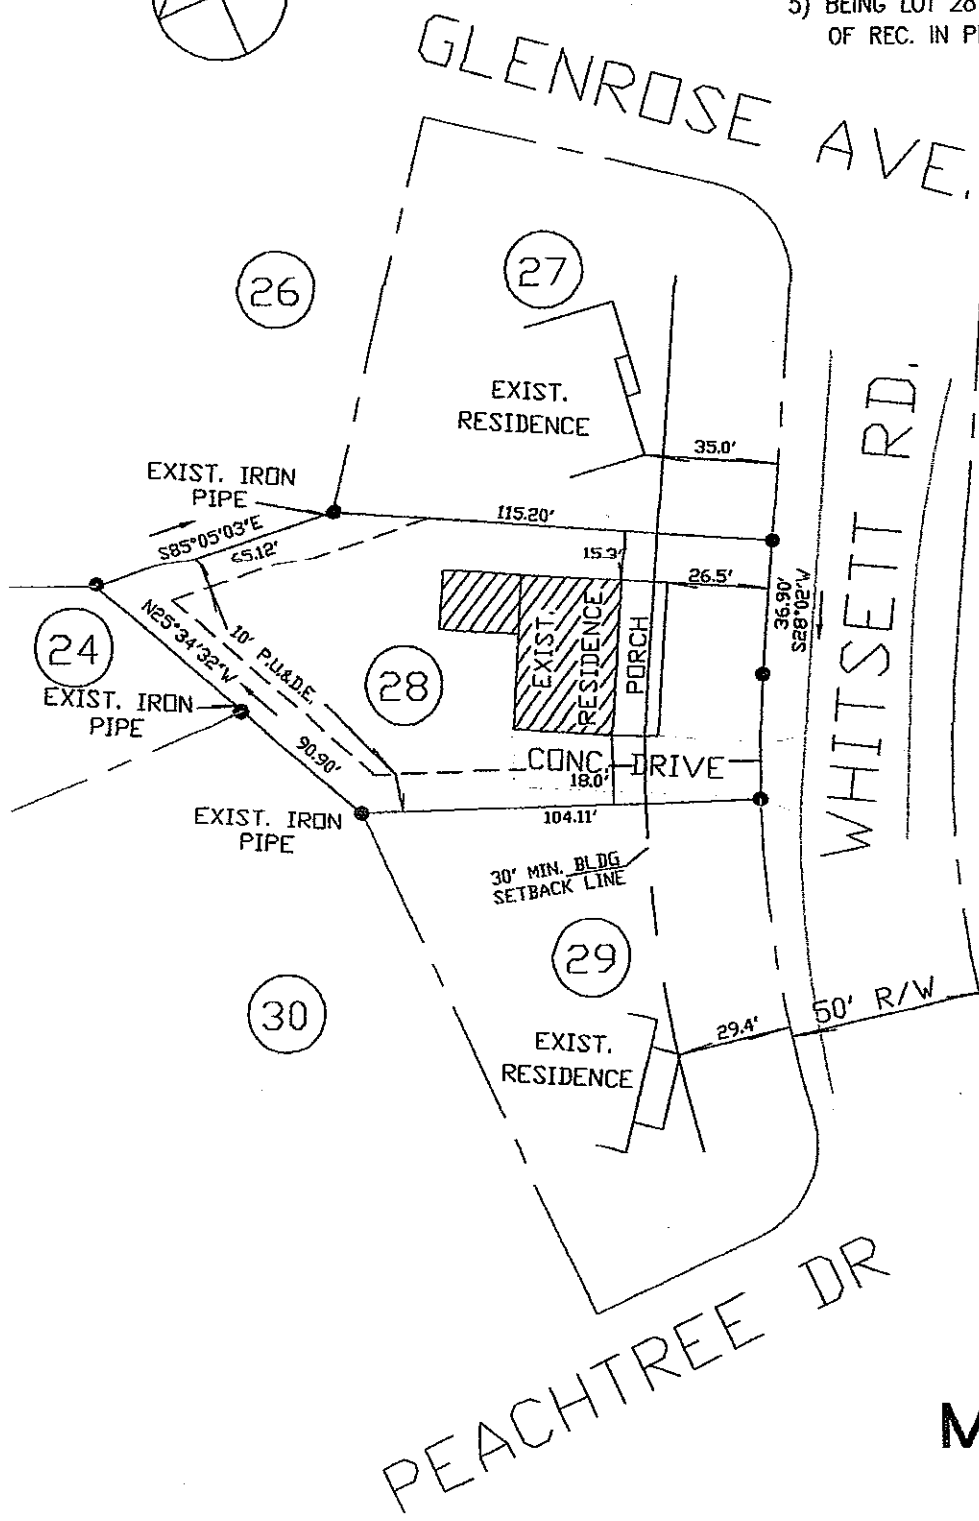 5) BEING LOT 28
OF REC. IN P
GLENROSE AVE.
26
27
EXIST.
RESIDENCE
35.0'
EXIST. IRON
PIPE
S85°05'03"E
65.12'
115.20'
15.3'
26.5'
36.90'
S28°02"W
WHITSETT RD.
24
N25°34'32"W
90.90'
10' P.U.&D.E.
28
EXIST.
RESIDENCE
PORCH
EXIST. IRON
PIPE
CONC. DRIVE
18.0'
104.11'
EXIST. IRON
PIPE
30' MIN. BLDG
SETBACK LINE
29
30
EXIST.
RESIDENCE
29.4'
50' R/W
PEACHTREE DR
M